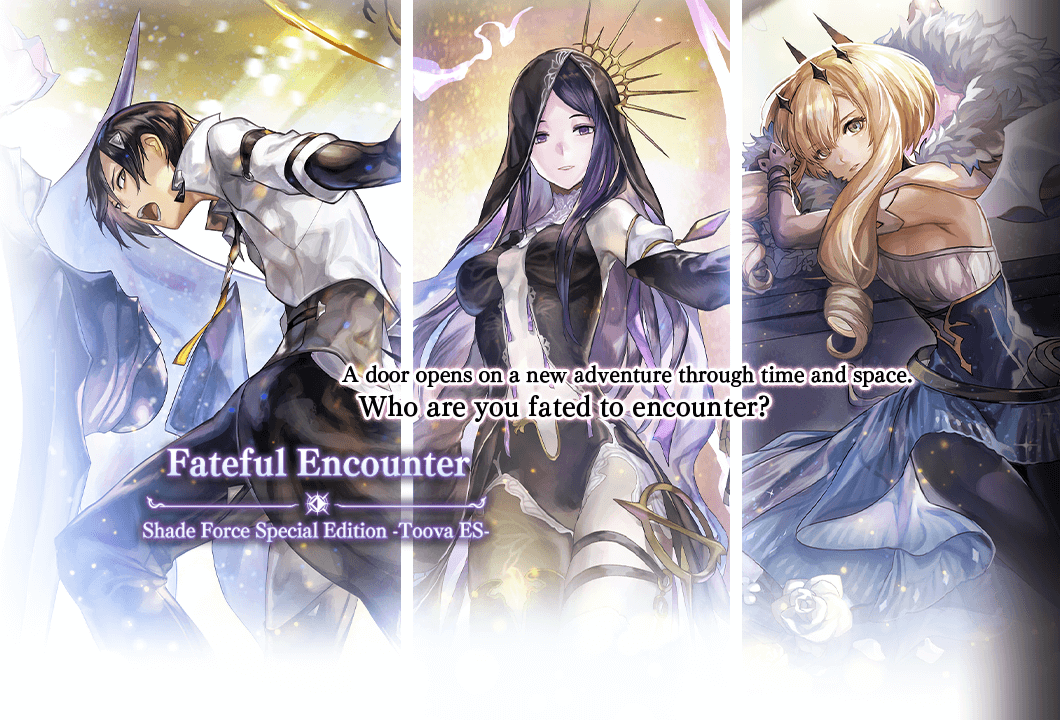 A door opens on a new adventure through time and space.
Who are you fated to encounter?
Fateful Encounter
Shade Force Special Edition -Toova ES-